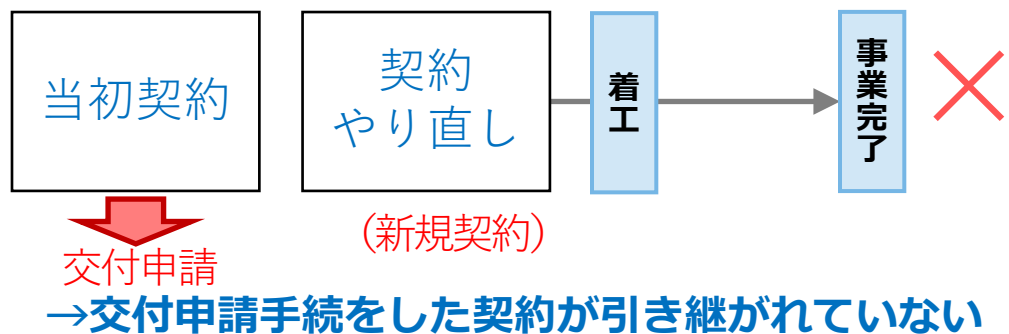 当初契約
契約
やり直し
着工
事業完了
(新規契約)
交付申請
→交付申請手続をした契約が引き継がれていない